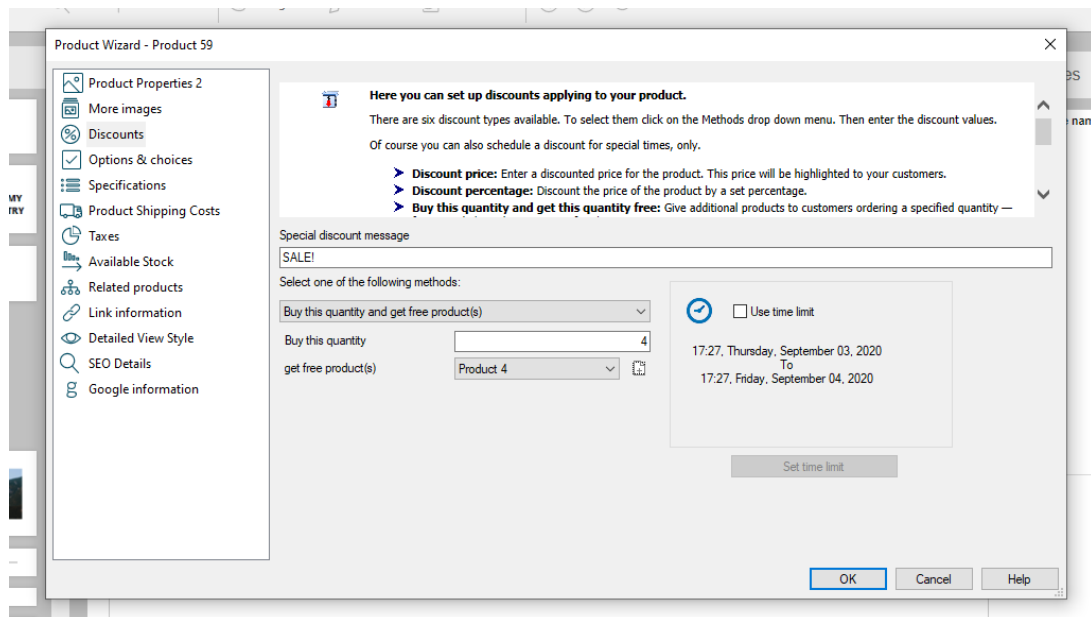 Product Wizard - Product 59
Product Properties 2
More images
Discounts
Options & choices
Specifications
Product Shipping Costs
Taxes
Available Stock
Related products
Link information
Detailed View Style
SEO Details
Google information
Here you can set up discounts applying to your product.
There are six discount types available. To select them click on the Methods drop down menu. Then enter the discount values.
Of course you can also schedule a discount for special times, only.
Discount price: Enter a discounted price for the product. This price will be highlighted to your customers.
Discount percentage: Discount the price of the product by a set percentage.
Buy this quantity and get this quantity free: Give additional products to customers ordering a specified quantity —
Special discount message
SALE!
Select one of the following methods:
Buy this quantity and get free product(s)
Buy this quantity
4
get free product(s)
Product 4
Use time limit
17:27, Thursday, September 03, 2020
To
17:27, Friday, September 04, 2020
Set time limit
OK
Cancel
Help